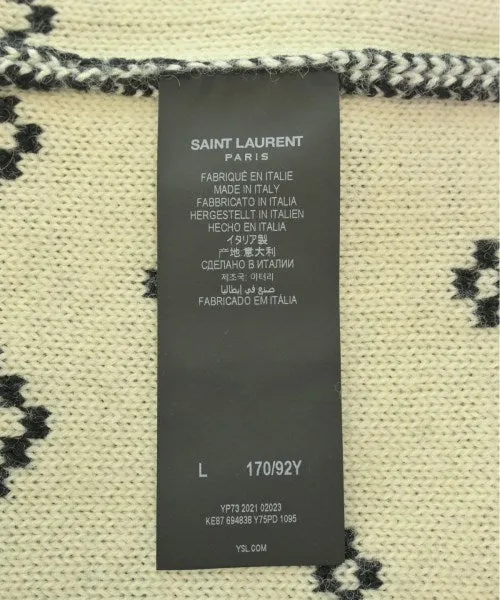 SAINT LAURENT
PARIS
FABRIQUÉ EN ITALIE
MADE IN ITALY
FABBRICATO IN ITALIA
HERGESTELLT IN ITALIEN
HECHO EN ITALIA
イタリア製
产地:意大利
СДЕЛАНО В ИТАЛИИ
제조국: 이태리
صنع في إيطاليا
FABRICADO EM ITÁLIA
L 170/92Y
YP73 2021 02023
KE87 694838 Y75PD 1095
YSL.COM